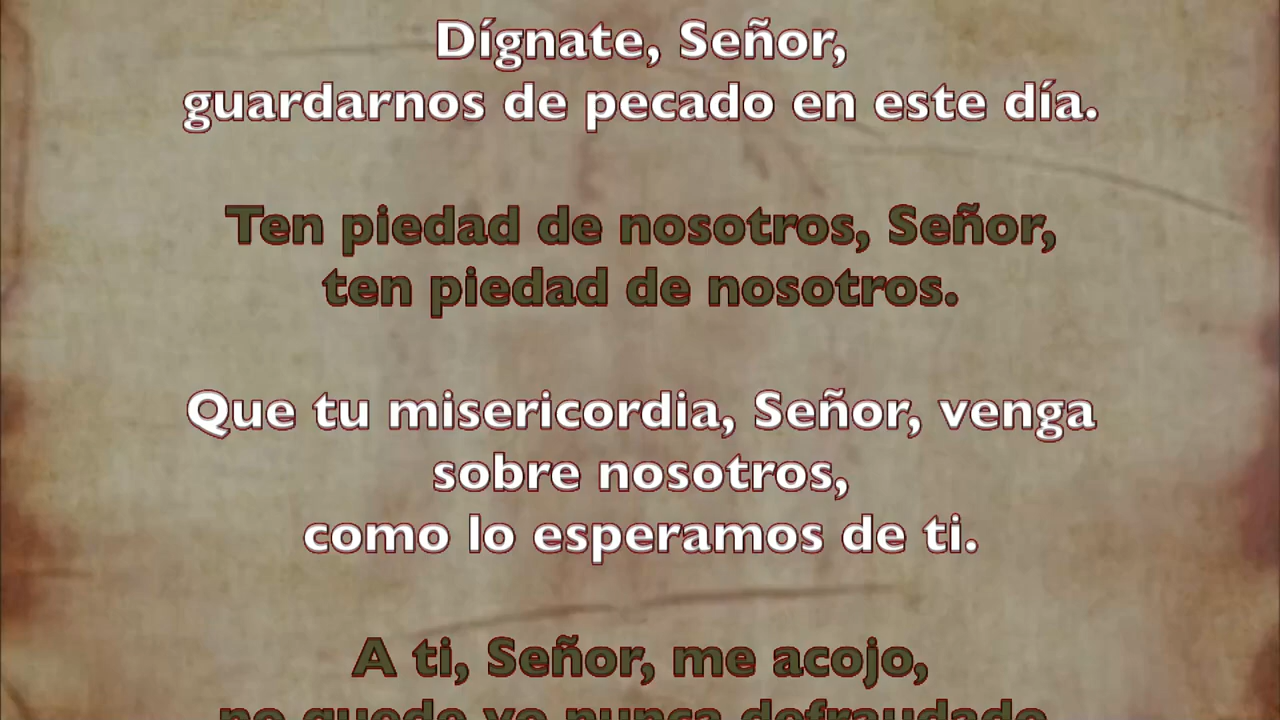 Dígnate, Señor,
guardarnos de pecado en este día.
Ten piedad de nosotros, Señor,
ten piedad de nosotros.
Que tu misericordia, Señor, venga
sobre nosotros,
como lo esperamos de ti.
A ti, Señor, me acojo,
no quede yo nunca defraudado.